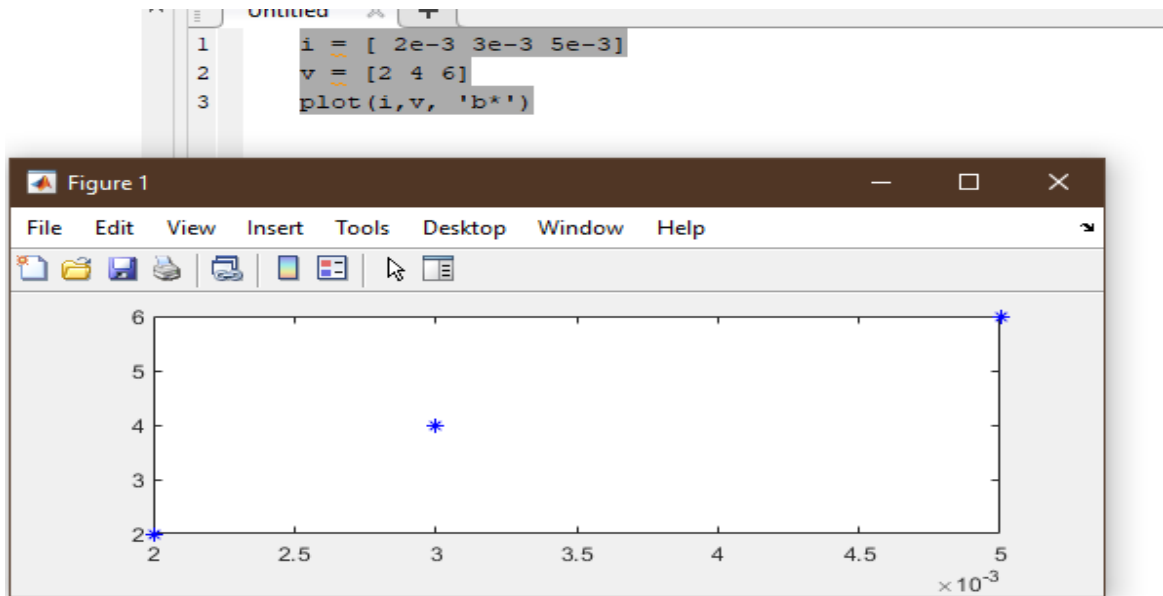 Untitled
1 i = [ 2e-3 3e-3 5e-3]
2 v = [2 4 6]
3 plot(i,v, 'b*')
Figure 1
File Edit View Insert Tools Desktop Window Help
6
5
4
3
2
2 2.5 3 3.5 4 4.5 5
×10⁻³